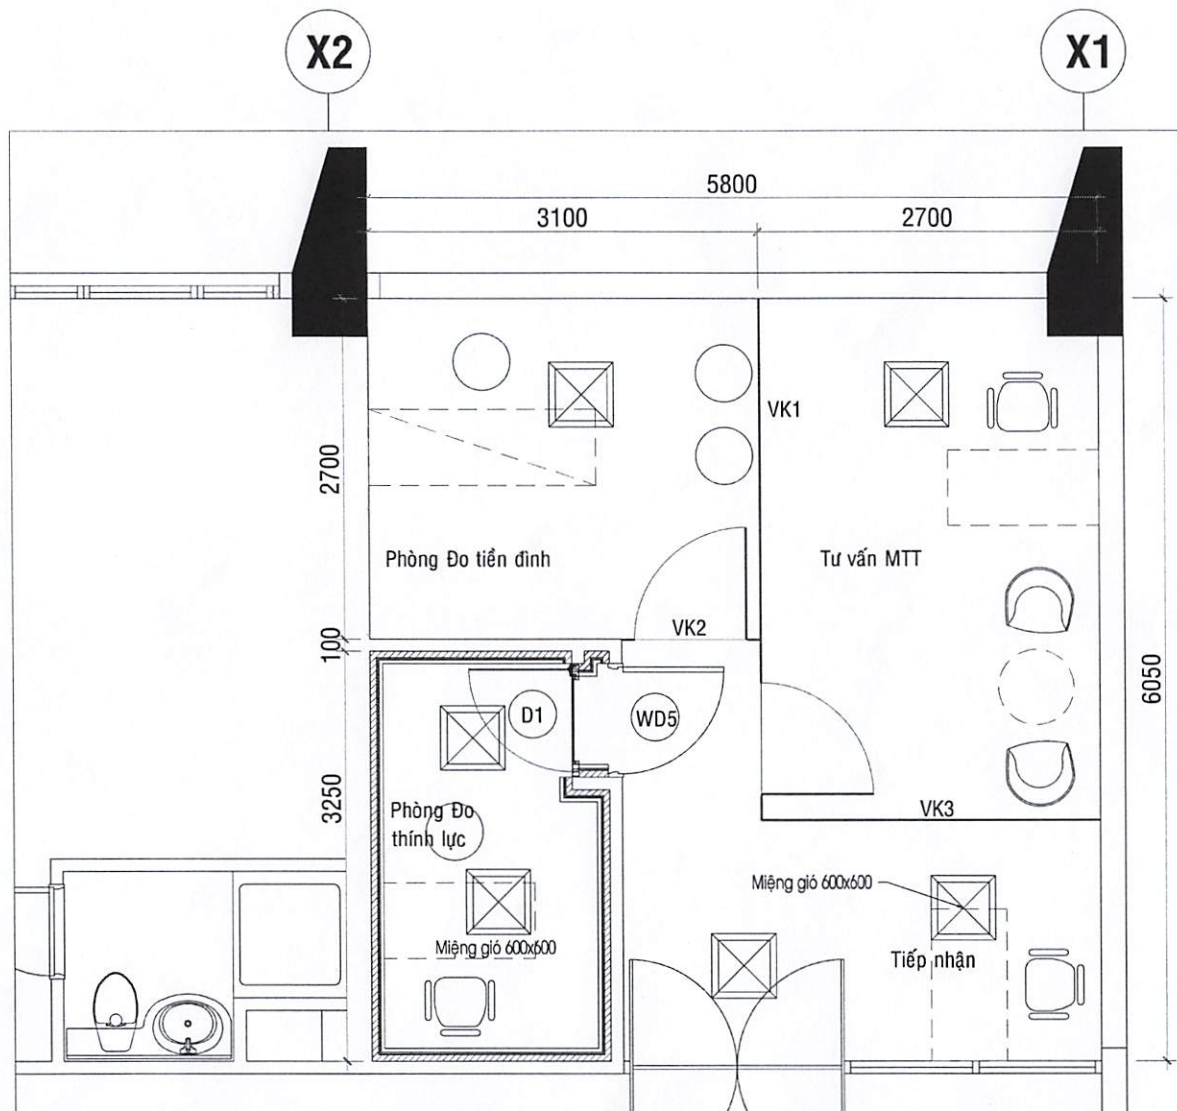 X2
X1
5800
3100
2700
VK1
2700
Phòng Đo tiền đình
Tư vấn MTT
VK2
100
D1
WD5
6050
3250
Phòng Đo
thính lực
VK3
Miệng gió 600x600
Miệng gió 600x600
Tiếp nhận